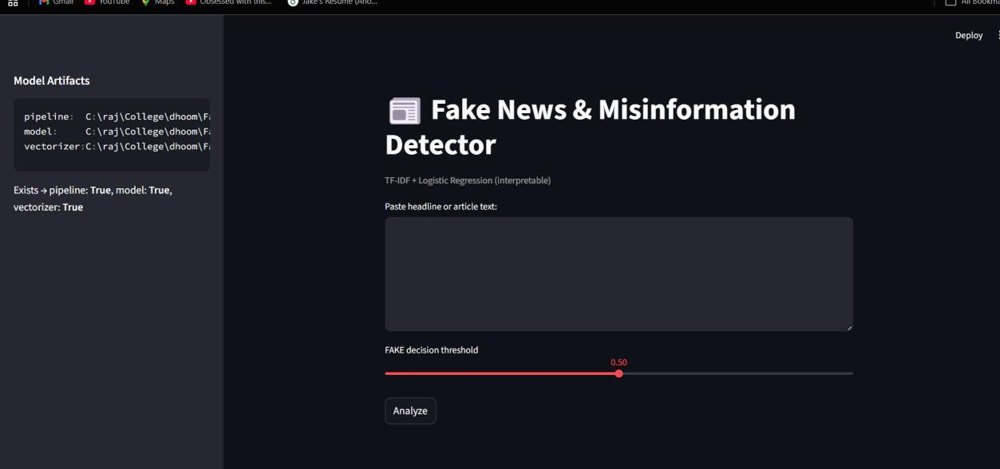 Gmail YouTube Maps Obsessed with this... Jake's Resume (Ano... All Bookma
Deploy
Model Artifacts
pipeline: C:\raj\College\dhoom\Fa
model: C:\raj\College\dhoom\Fa
vectorizer:C:\raj\College\dhoom\Fa
Exists → pipeline: True, model: True,
vectorizer: True
Fake News & Misinformation
Detector
TF-IDF + Logistic Regression (interpretable)
Paste headline or article text:
FAKE decision threshold
0.50
Analyze